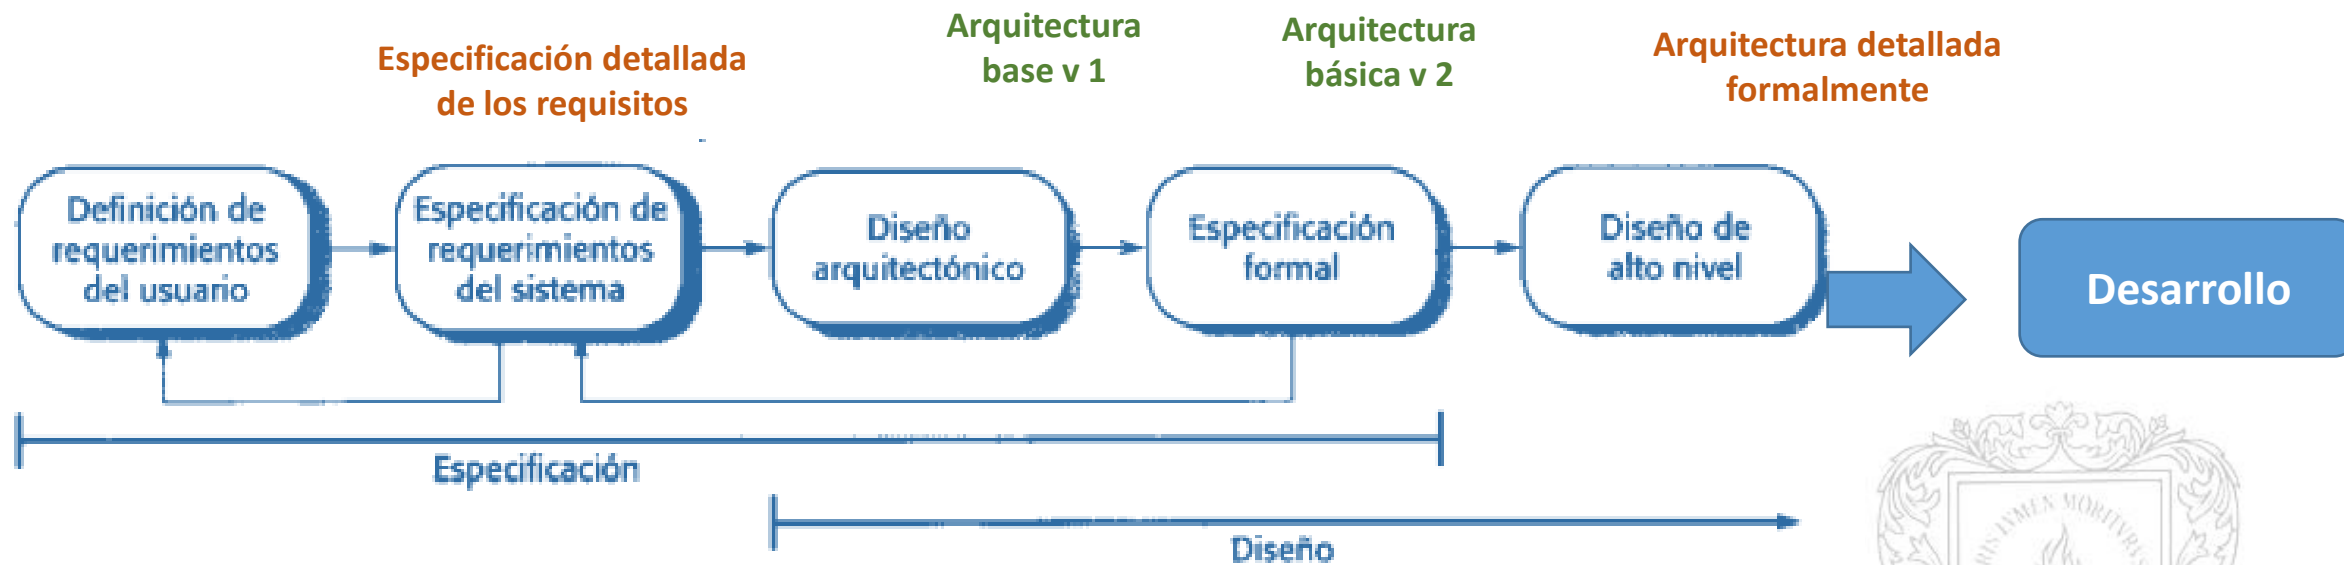 Especificación detallada
de los requisitos
Arquitectura
base v 1
Arquitectura
básica v 2
Arquitectura detallada
formalmente
Definición de
requerimientos
del usuario
Especificación de
requerimientos
del sistema
Diseño
arquitectónico
Especificación
formal
Diseño de
alto nivel
Desarrollo
Especificación
Diseño